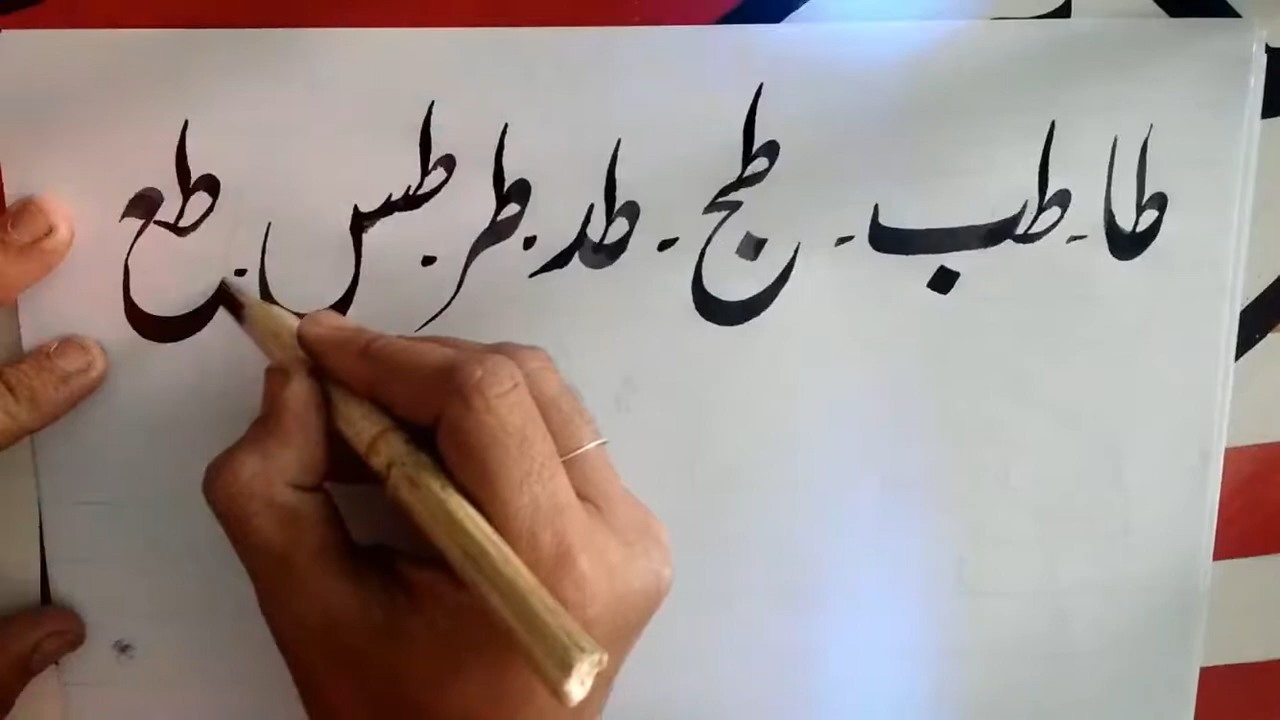 طا - طب - طج - طد . طر . طس . طع